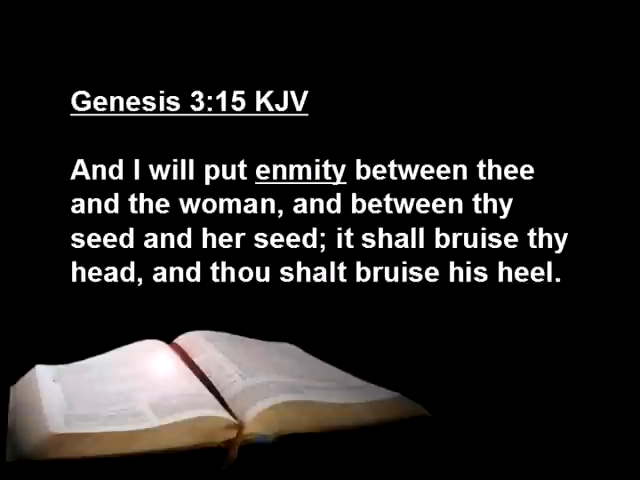 Genesis 3:15 KJV
And I will put enmity between thee
and the woman, and between thy
seed and her seed; it shall bruise thy
head, and thou shalt bruise his heel.